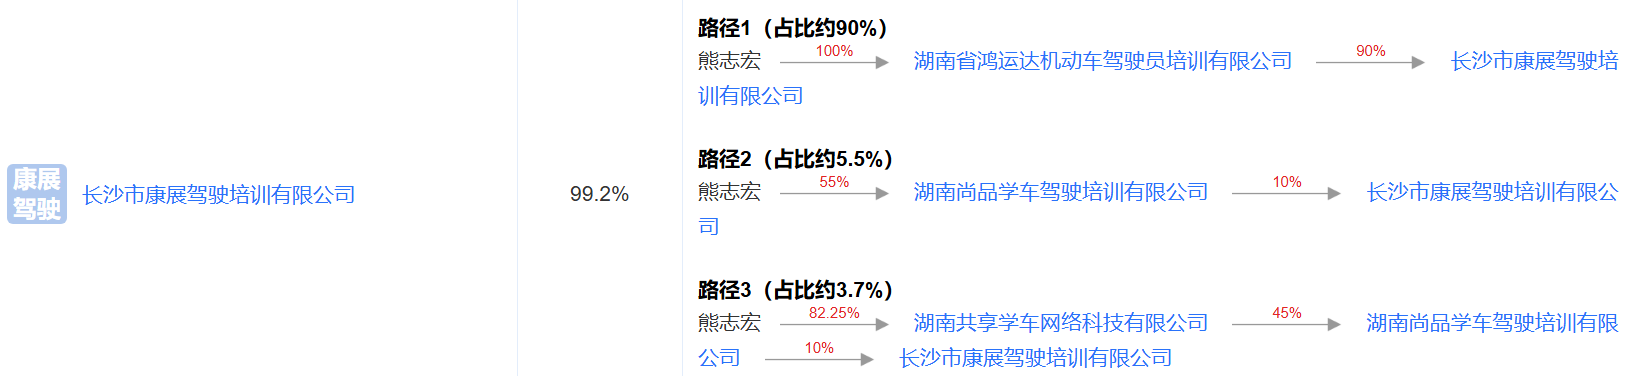 路径1（占比约90%）
熊志宏 100% 湖南省鸿运达机动车驾驶员培训有限公司 90% 长沙市康展驾驶培
训有限公司
路径2（占比约5.5%）
康展
驾驶
长沙市康展驾驶培训有限公司
99.2%
熊志宏 55% 湖南尚品学车驾驶培训有限公司 10% 长沙市康展驾驶培训有限公
司
路径3（占比约3.7%）
熊志宏 82.25% 湖南共享学车网络科技有限公司 45% 湖南尚品学车驾驶培训有限
公司 10% 长沙市康展驾驶培训有限公司